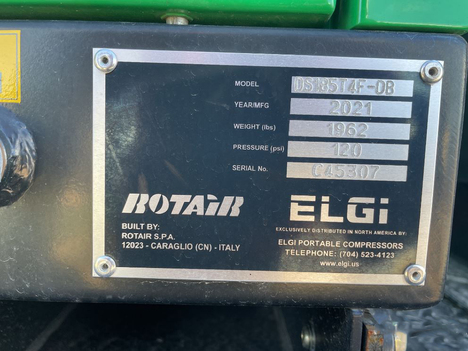 MODEL DS185T4F-DB
YEAR/MFG 2021
WEIGHT (lbs) 1962
PRESSURE (psi) 120
SERIAL No. C45307
ROTAIR
BUILT BY:
ROTAIR S.P.A.
12023 - CARAGLIO (CN) - ITALY
ELGi
EXCLUSIVELY DISTRIBUTED IN NORTH AMERICA BY:
ELGI PORTABLE COMPRESSORS
TELEPHONE: (704) 523-4123
www.elgi.us